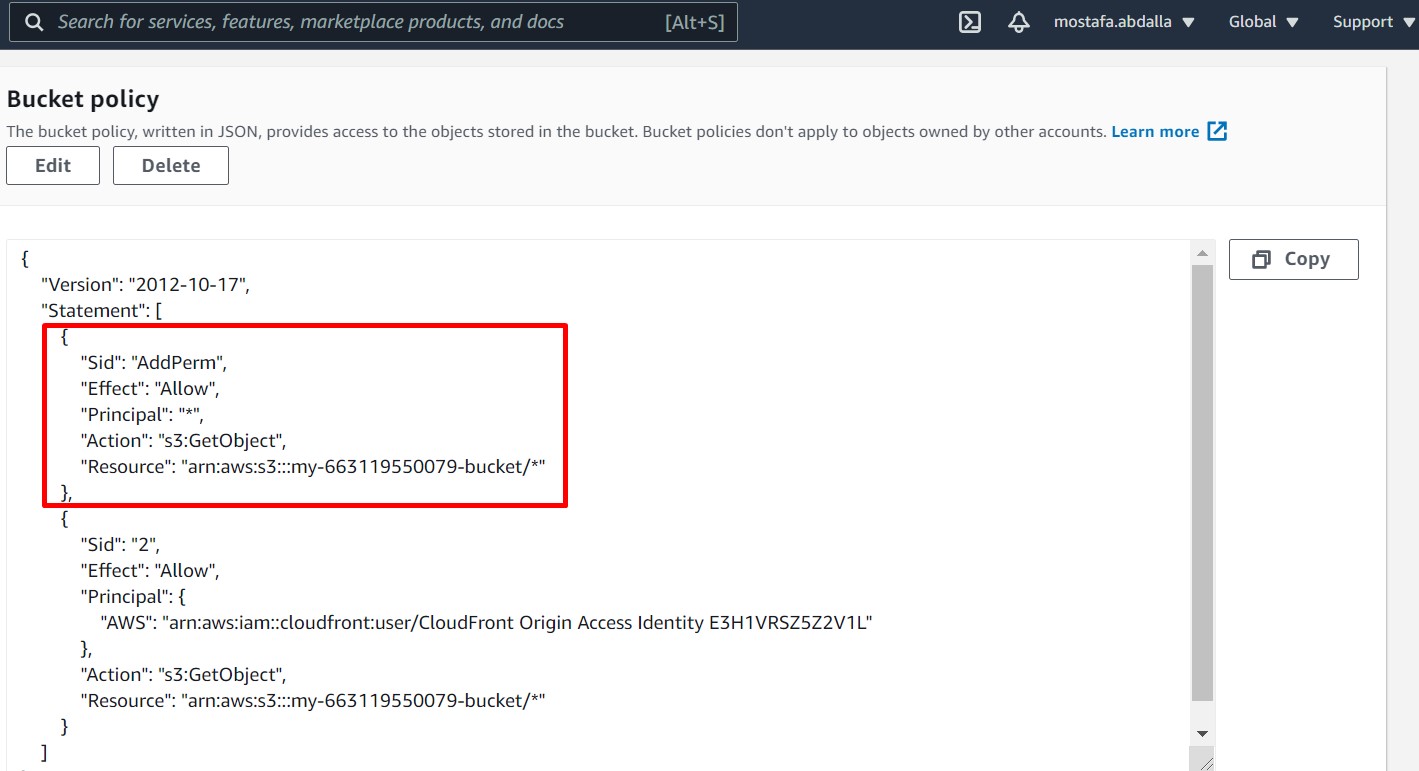 Search for services, features, marketplace products, and docs [Alt+S] mostafa.abdalla Global Support
Bucket policy
The bucket policy, written in JSON, provides access to the objects stored in the bucket. Bucket policies don't apply to objects owned by other accounts. Learn more
Edit Delete
Copy
{
"Version": "2012-10-17",
"Statement": [
{
"Sid": "AddPerm",
"Effect": "Allow",
"Principal": "*",
"Action": "s3:GetObject",
"Resource": "arn:aws:s3:::my-663119550079-bucket/*"
},
{
"Sid": "2",
"Effect": "Allow",
"Principal": {
"AWS": "arn:aws:iam::cloudfront:user/CloudFront Origin Access Identity E3H1VRSZ5Z2V1L"
},
"Action": "s3:GetObject",
"Resource": "arn:aws:s3:::my-663119550079-bucket/*"
}
]